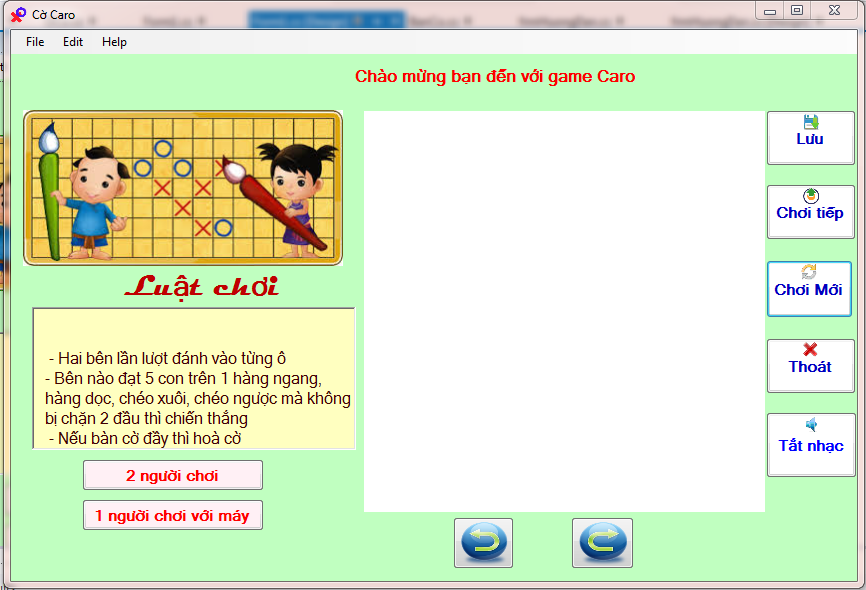 Cờ Caro
File Edit Help
Chào mừng bạn đến với game Caro
Luật chơi
- Hai bên lần lượt đánh vào từng ô
- Bên nào đạt 5 con trên 1 hàng ngang,
hàng dọc, chéo xuôi, chéo ngược mà không
bị chặn 2 đầu thì chiến thắng
- Nếu bàn cờ đầy thì hoà cờ
2 người chơi
1 người chơi với máy
Lưu
Chơi tiếp
Chơi Mới
Thoát
Tắt nhạc